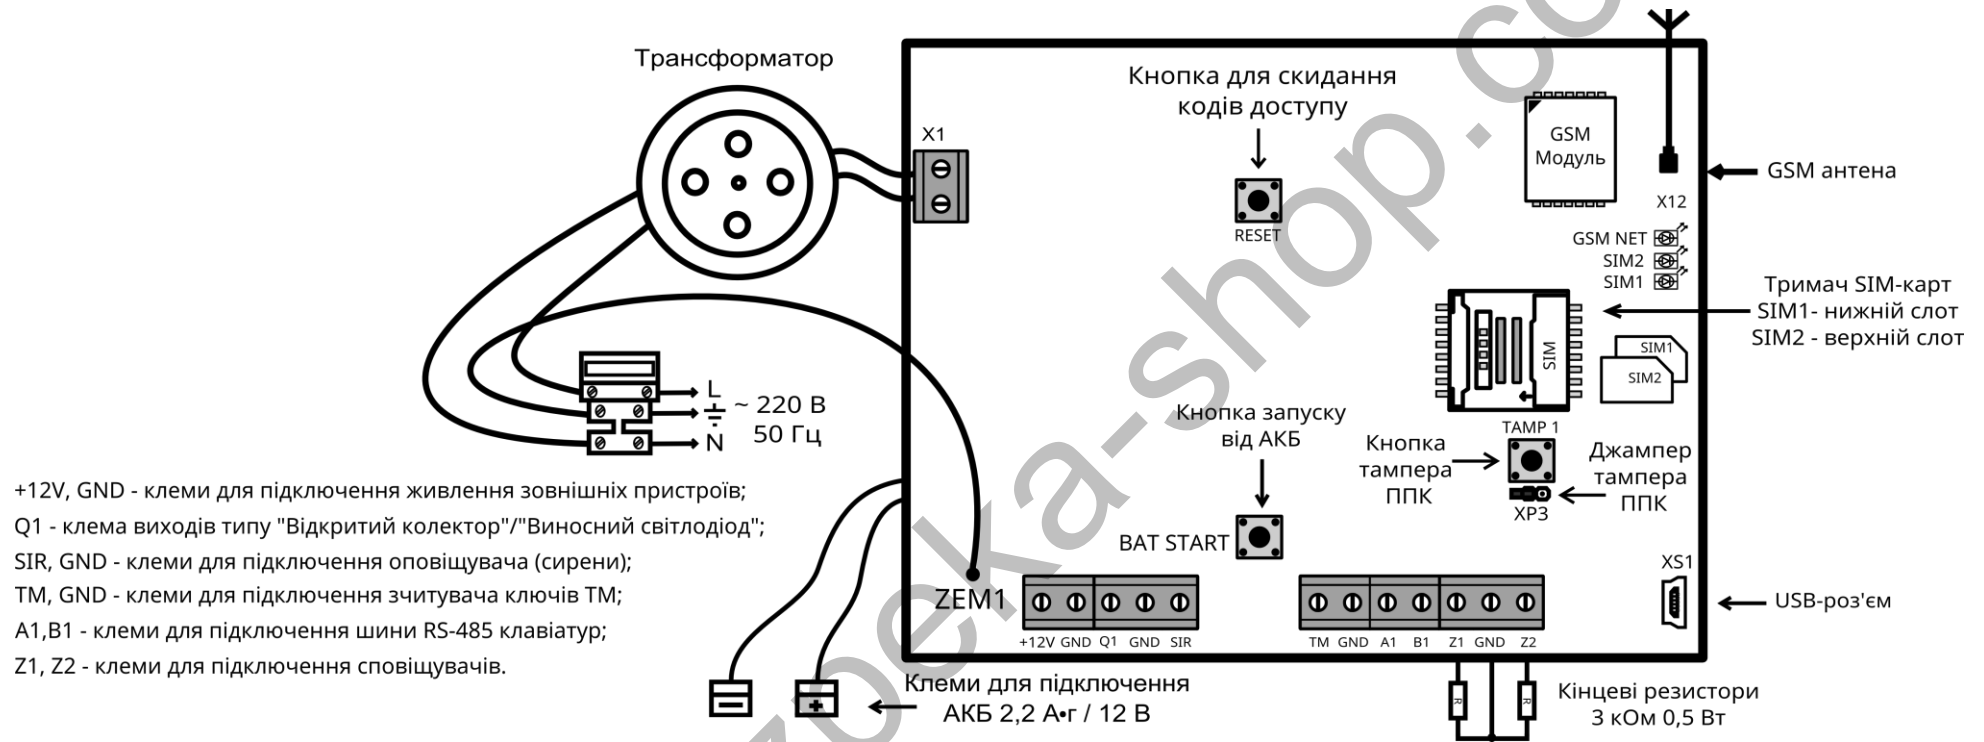 Трансформатор
X1
Кнопка для скидання
кодів доступу
RESET
GSM
Модуль
GSM антена
X12
GSM NET
SIM2
SIM1
Тримач SIM-карт
SIM1- нижній слот
SIM2 - верхній слот
SIM
SIM1
SIM2
L
N
~ 220 В
50 Гц
Кнопка запуску
від АКБ
BAT START
TAMP 1
Кнопка
тампера
ППК
Джампер
тампера
ППК
XP3
XS1
USB-роз'єм
+12V, GND - клеми для підключення живлення зовнішніх пристроїв;
Q1 - клема виходів типу "Відкритий колектор"/"Виносний світлодіод";
SIR, GND - клеми для підключення оповіщувача (сирени);
TM, GND - клеми для підключення зчитувача ключів TM;
A1,B1 - клеми для підключення шини RS-485 клавіатур;
Z1, Z2 - клеми для підключення сповіщувачів.
ZEM1
+12V GND Q1 GND SIR
TM GND A1 B1 Z1 GND Z2
Клеми для підключення
АКБ 2,2 А•г / 12 В
R
R
Кінцеві резистори
3 кОм 0,5 Вт
zpeka-shop.co